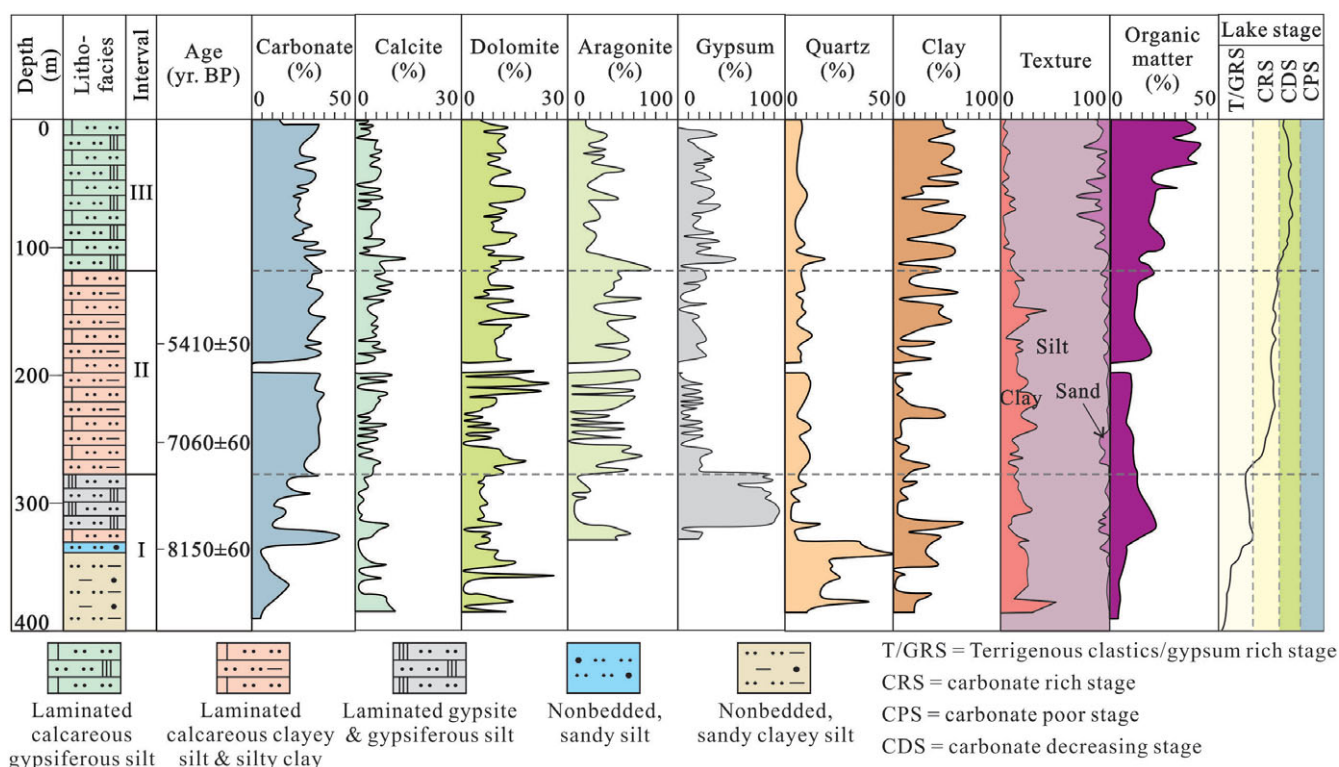 Depth (m)
Litho-facies
Interval
Age (yr. BP)
Carbonate (%)
Calcite (%)
Dolomite (%)
Aragonite (%)
Gypsum (%)
Quartz (%)
Clay (%)
Texture
Organic matter (%)
Lake stage
T/GRS
CRS
CDS
CPS
0 50
0 30
0 30
0 100
0 100
0 50
0 100
0 100
0 50
0
100
200
300
400
III
II
I
5410±50
7060±60
8150±60
Silt
Clay
Sand
Laminated
calcareous
gypsiferous silt
Laminated
calcareous clayey
silt & silty clay
Laminated gypsite
& gypsiferous silt
Nonbedded,
sandy silt
Nonbedded,
sandy clayey silt
T/GRS = Terrigenous clastics/gypsum rich stage
CRS = carbonate rich stage
CPS = carbonate poor stage
CDS = carbonate decreasing stage